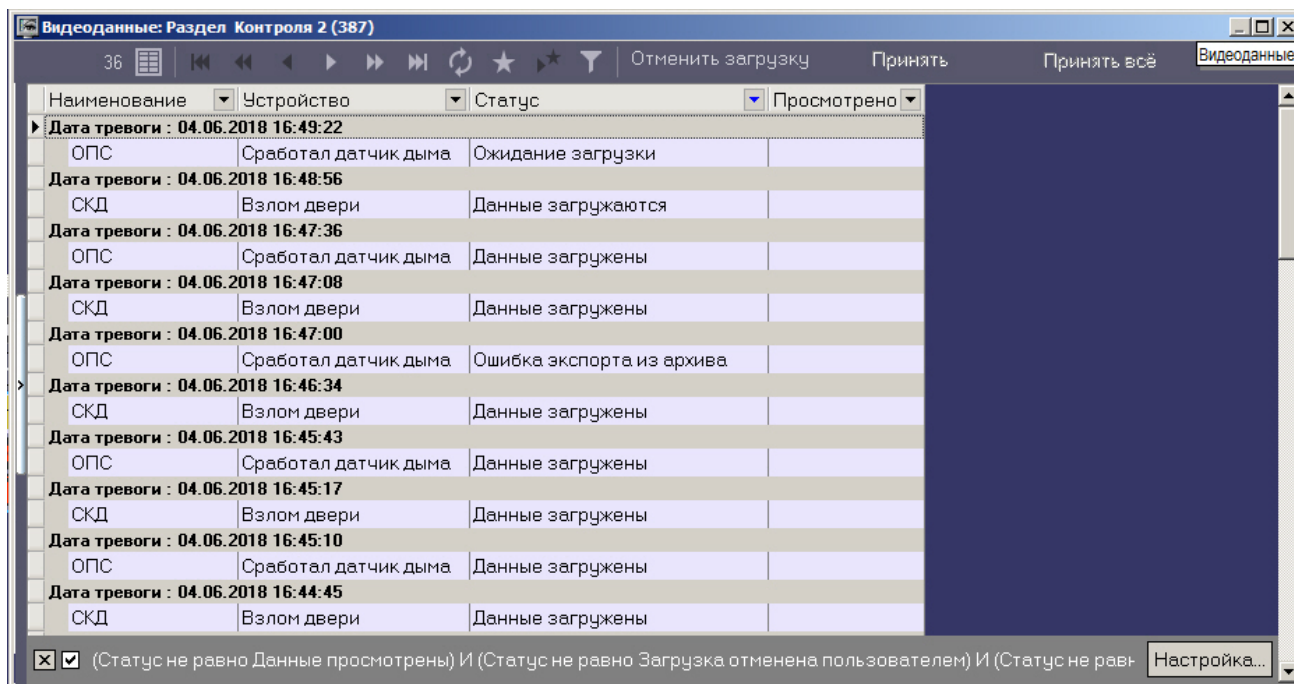 Видеоданные: Раздел Контроля 2 (387)
36 Отменить загрузку Принять Принять всё Видеоданные
Наименование Устройство Статус Просмотрено
Дата тревоги : 04.06.2018 16:49:22
ОПС Сработал датчик дыма Ожидание загрузки
Дата тревоги : 04.06.2018 16:48:56
СКД Взлом двери Данные загружаются
Дата тревоги : 04.06.2018 16:47:36
ОПС Сработал датчик дыма Данные загружены
Дата тревоги : 04.06.2018 16:47:08
СКД Взлом двери Данные загружены
Дата тревоги : 04.06.2018 16:47:00
ОПС Сработал датчик дыма Ошибка экспорта из архива
Дата тревоги : 04.06.2018 16:46:34
СКД Взлом двери Данные загружены
Дата тревоги : 04.06.2018 16:45:43
ОПС Сработал датчик дыма Данные загружены
Дата тревоги : 04.06.2018 16:45:17
СКД Взлом двери Данные загружены
Дата тревоги : 04.06.2018 16:45:10
ОПС Сработал датчик дыма Данные загружены
Дата тревоги : 04.06.2018 16:44:45
СКД Взлом двери Данные загружены
(Статус не равно Данные просмотрены) И (Статус не равно Загрузка отменена пользователем) И (Статус не равн Настройка...